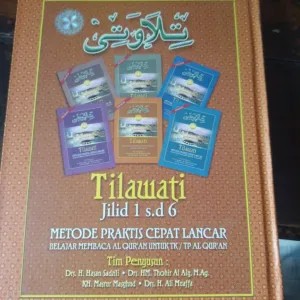 تِلَاوَتِىْ
Tilawati
Jilid 1 s.d 6
METODE PRAKTIS CEPAT LANCAR
BELAJAR MEMBACA AL QUR'AN UNTUK TK / TP AL QUR'AN
Tim Penyusun :
Drs. H. Hasan Sadzili • Drs. HM. Thohir Al Aly, M.Ag.
KH. Masrur Masyhud • Drs. H. Ali Muaffa